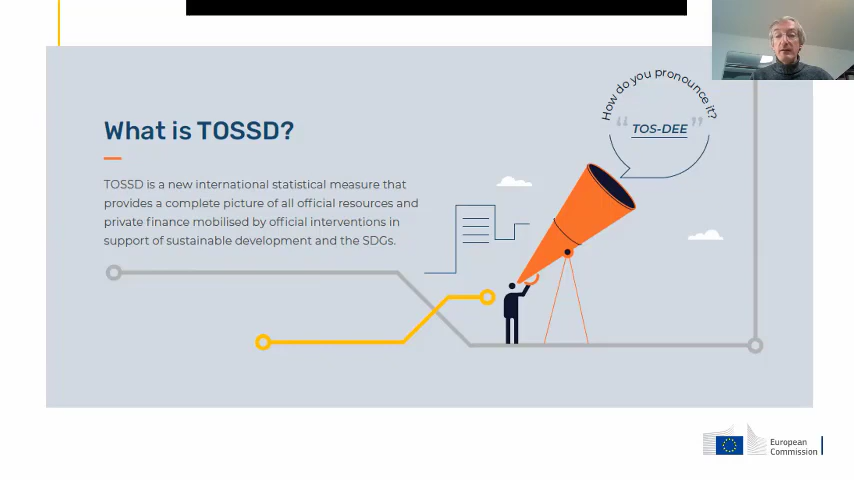 How do you pronounce it?
“TOS-DEE”
What is TOSSD?
TOSSD is a new international statistical measure that
provides a complete picture of all official resources and
private finance mobilised by official interventions in
support of sustainable development and the SDGs.
European
Commission